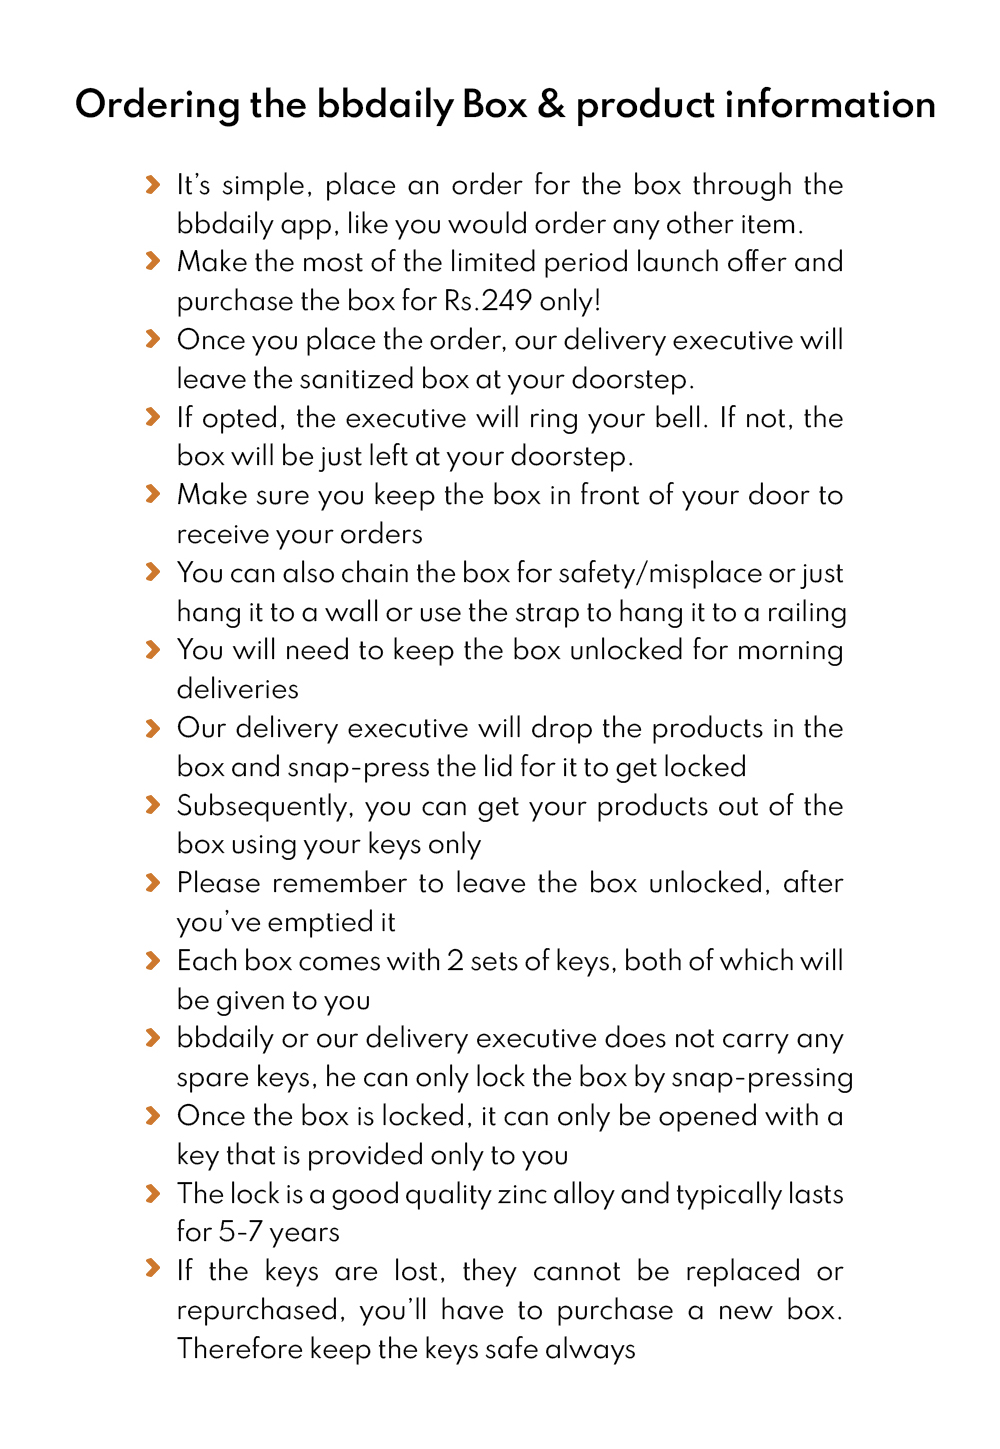 Ordering the bbdaily Box & product information
It’s simple, place an order for the box through the
bbdaily app, like you would order any other item.
Make the most of the limited period launch offer and
purchase the box for Rs.249 only!
Once you place the order, our delivery executive will
leave the sanitized box at your doorstep.
If opted, the executive will ring your bell. If not, the
box will be just left at your doorstep.
Make sure you keep the box in front of your door to
receive your orders
You can also chain the box for safety/misplace or just
hang it to a wall or use the strap to hang it to a railing
You will need to keep the box unlocked for morning
deliveries
Our delivery executive will drop the products in the
box and snap-press the lid for it to get locked
Subsequently, you can get your products out of the
box using your keys only
Please remember to leave the box unlocked, after
you’ve emptied it
Each box comes with 2 sets of keys, both of which will
be given to you
bbdaily or our delivery executive does not carry any
spare keys, he can only lock the box by snap-pressing
Once the box is locked, it can only be opened with a
key that is provided only to you
The lock is a good quality zinc alloy and typically lasts
for 5-7 years
If the keys are lost, they cannot be replaced or
repurchased, you’ll have to purchase a new box.
Therefore keep the keys safe always